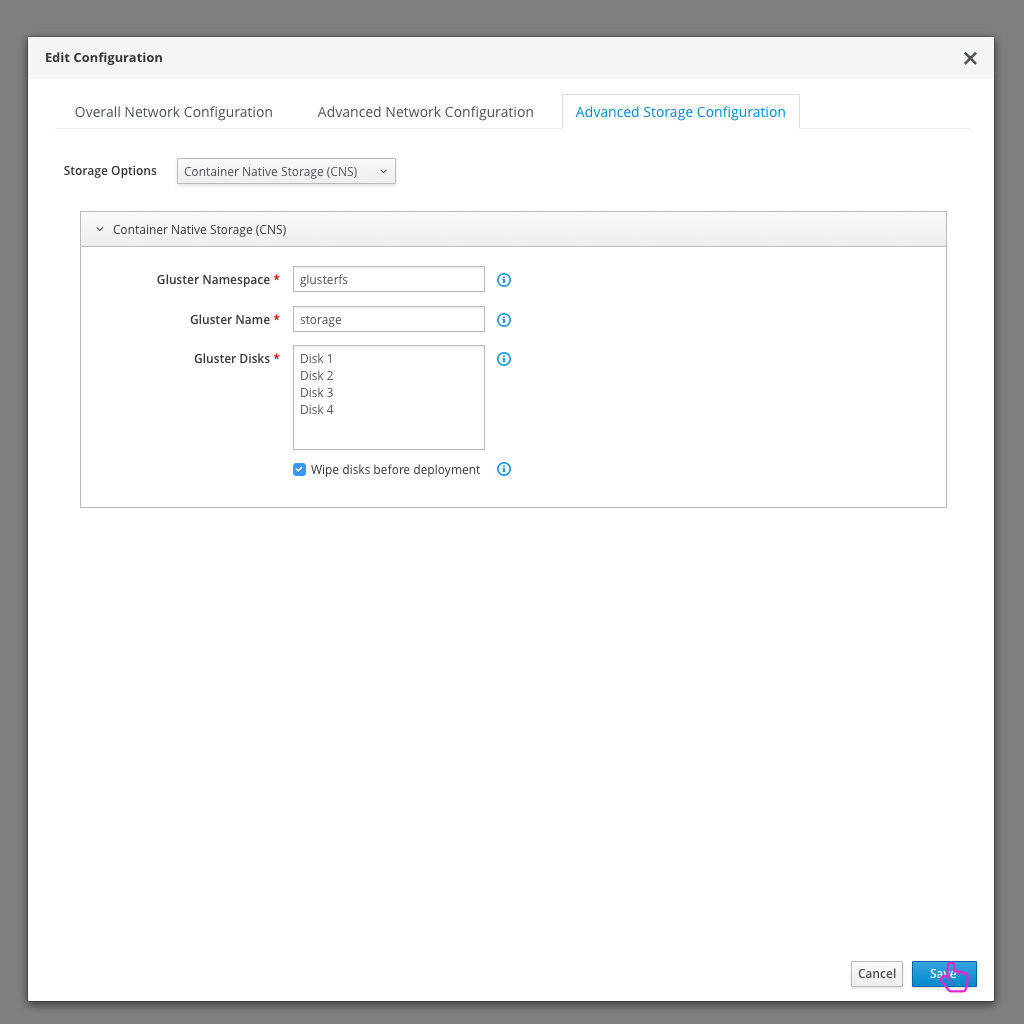 Edit Configuration
Overall Network Configuration
Advanced Network Configuration
Advanced Storage Configuration
Storage Options
Container Native Storage (CNS)
Container Native Storage (CNS)
Gluster Namespace * glusterfs
Gluster Name * storage
Gluster Disks *
Disk 1
Disk 2
Disk 3
Disk 4
Wipe disks before deployment
Cancel
Save